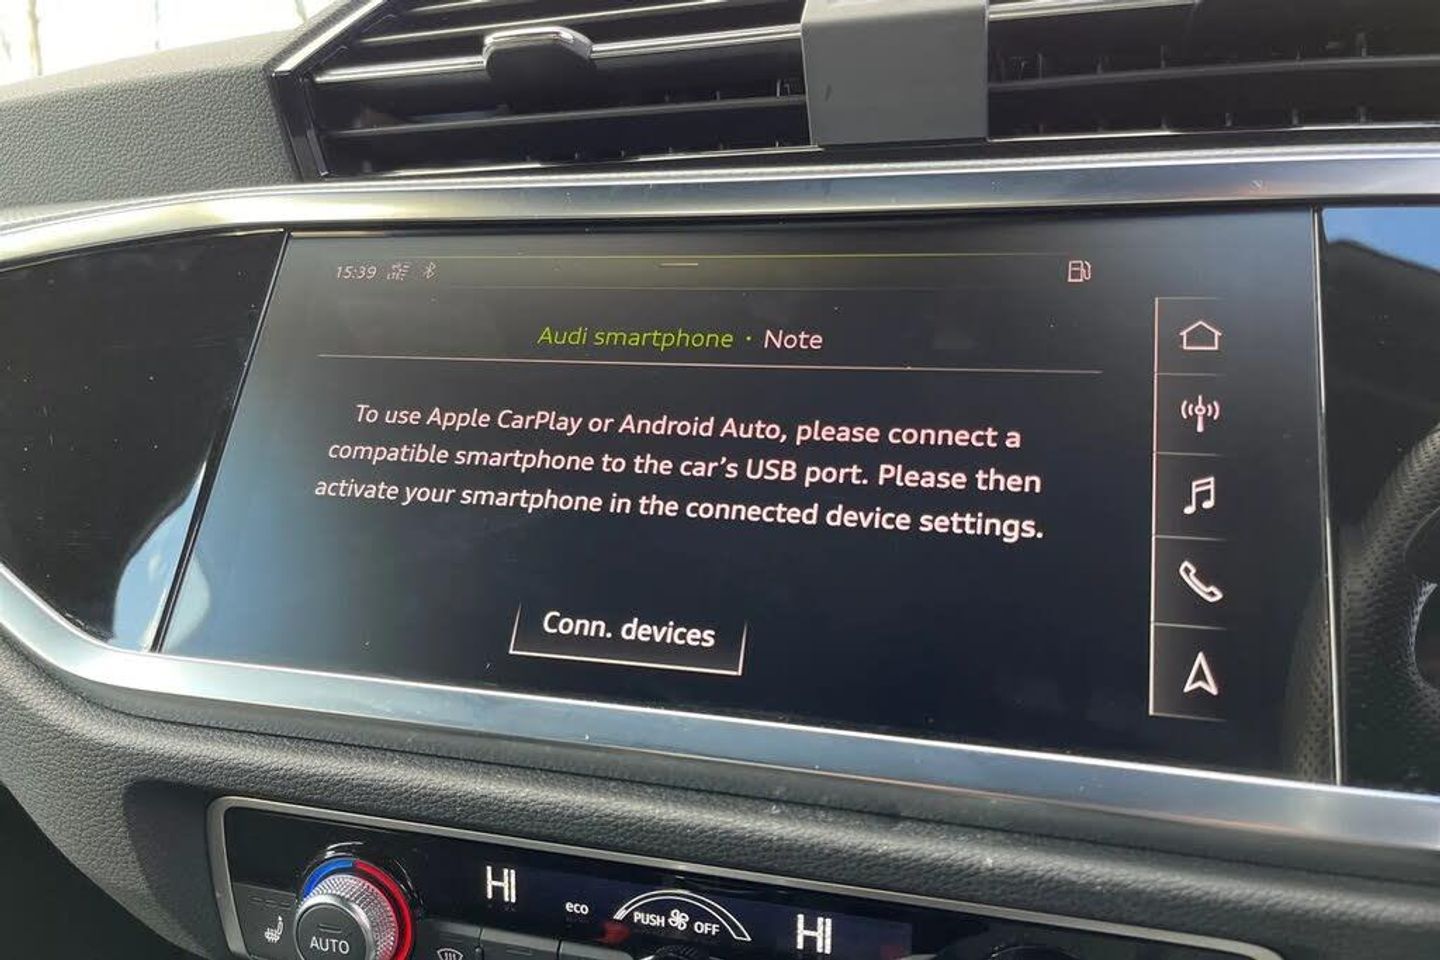 15:39 LTE
Audi smartphone · Note
To use Apple CarPlay or Android Auto, please connect a
compatible smartphone to the car's USB port. Please then
activate your smartphone in the connected device settings.
Conn. devices
HI
eco
PUSH OFF
HI
AUTO